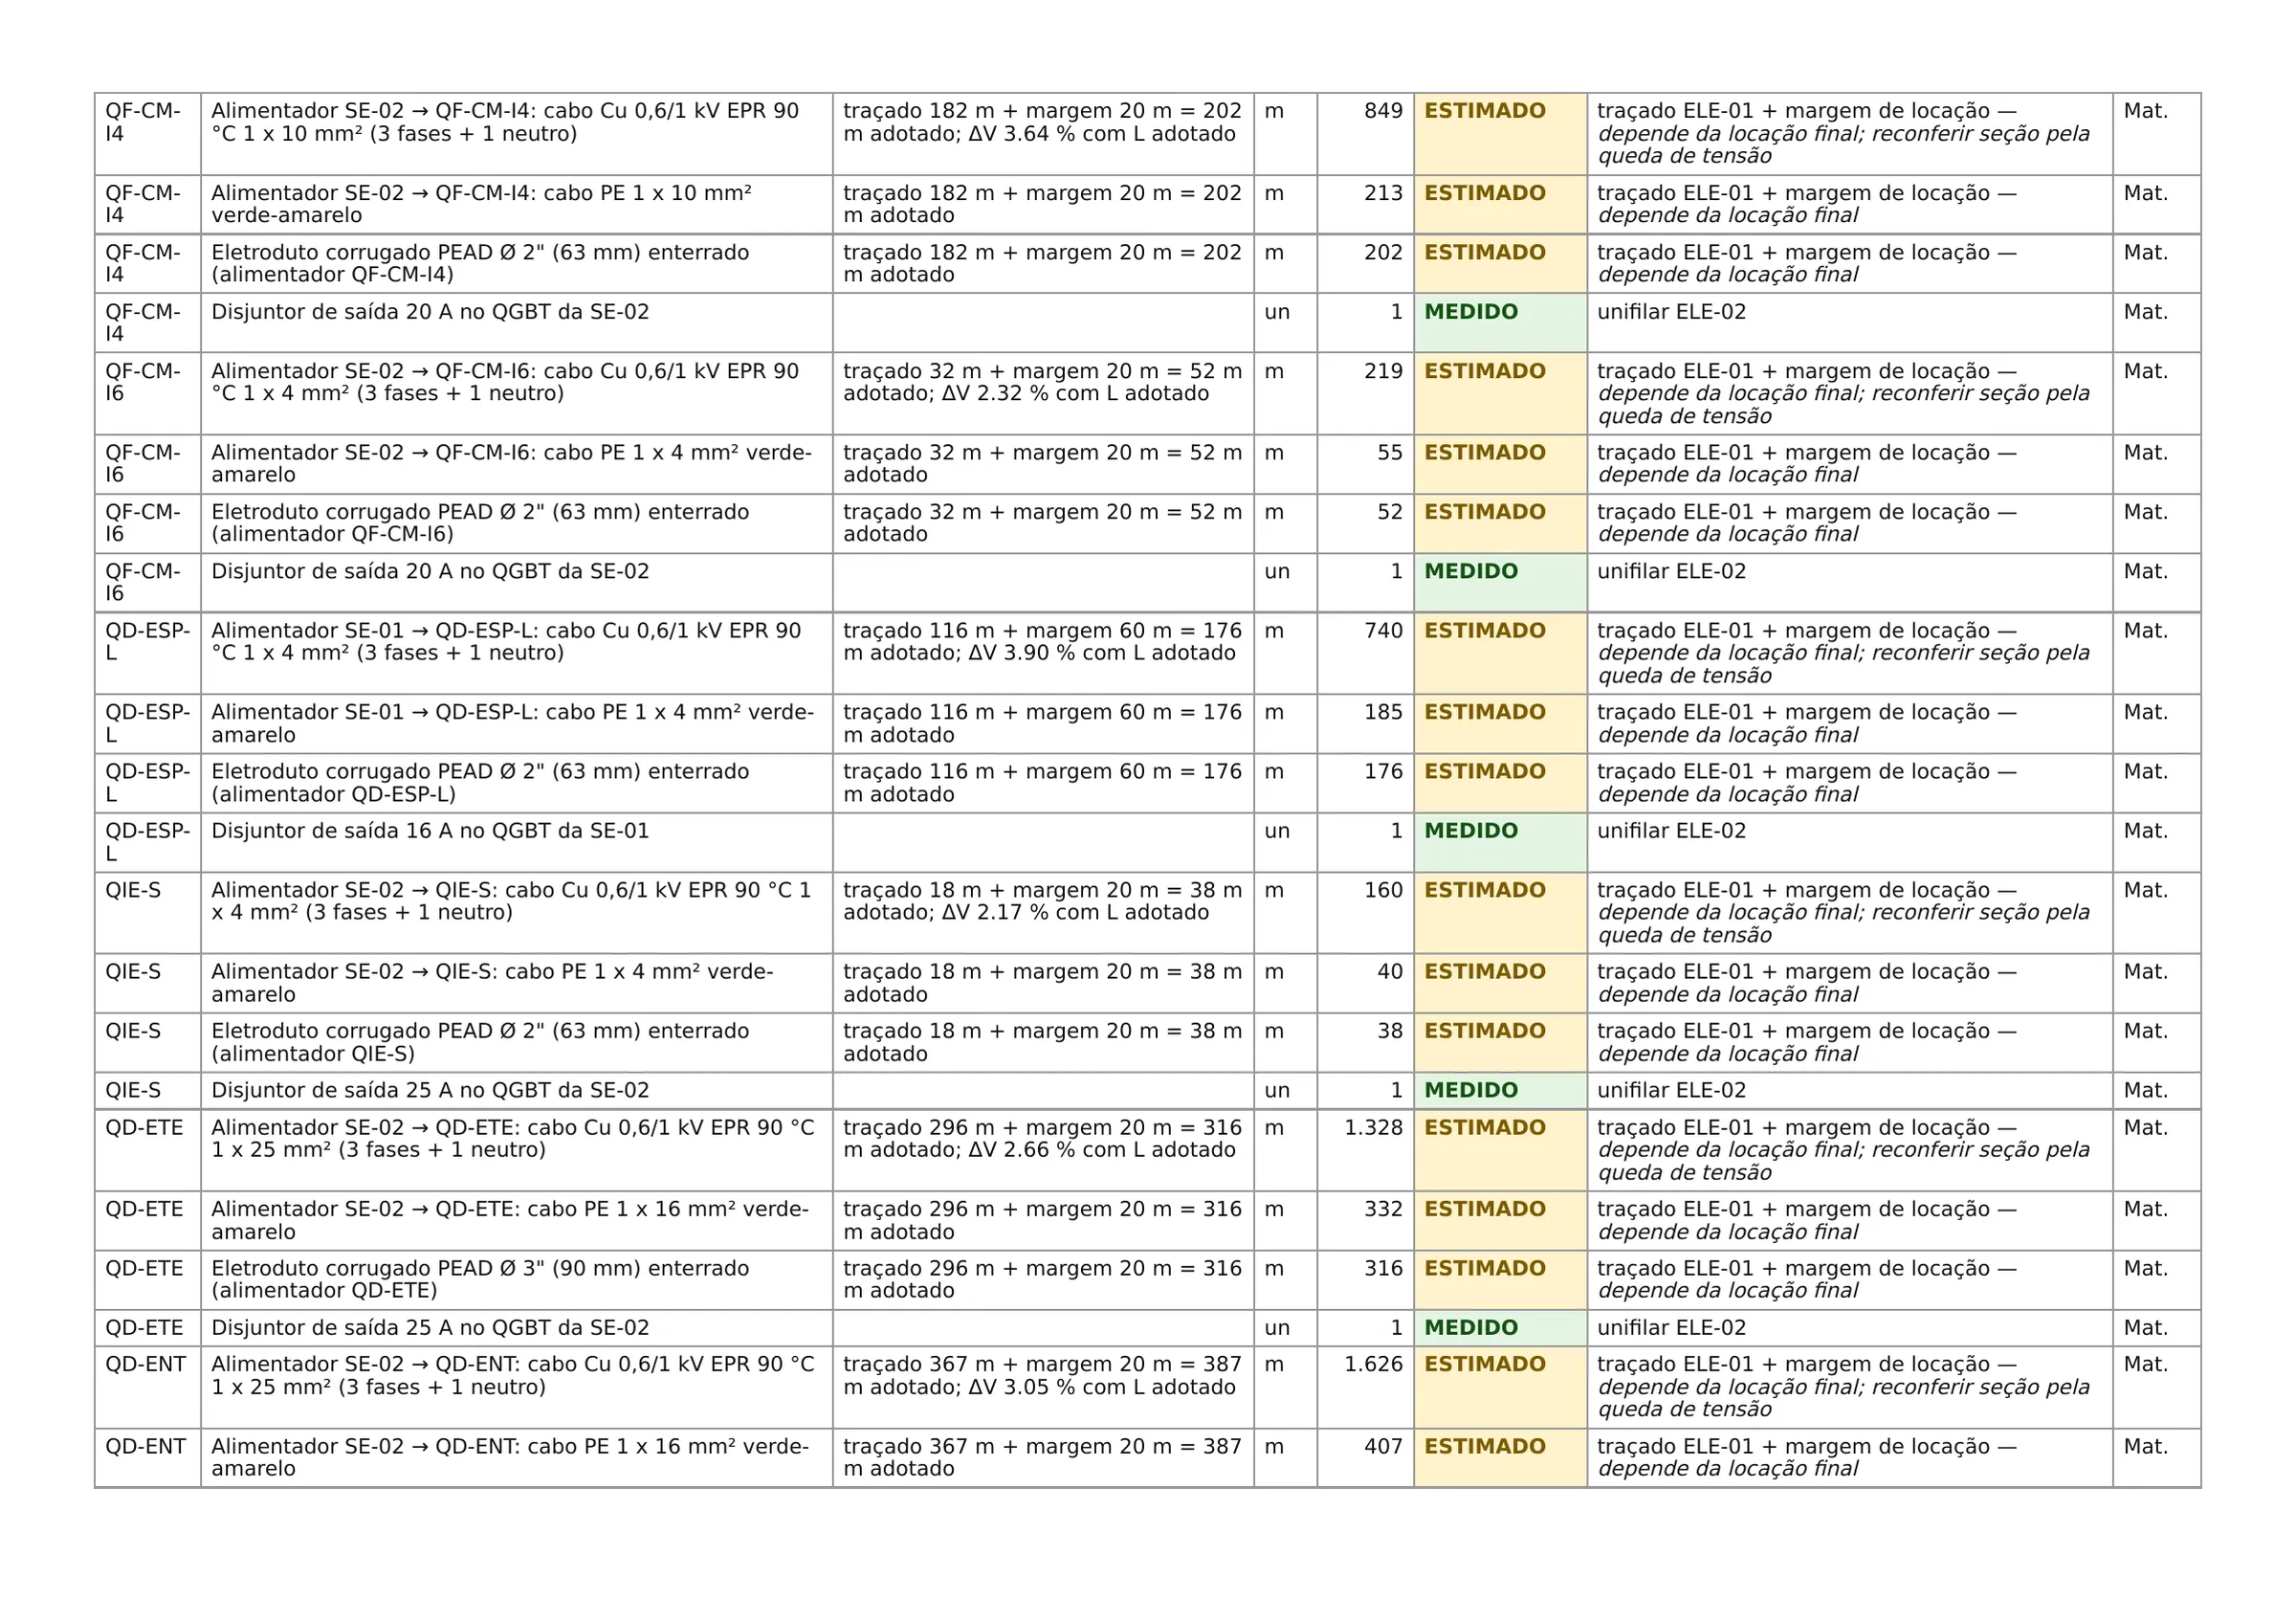 QF-CM-I4 Alimentador SE-02 → QF-CM-I4: cabo Cu 0,6/1 kV EPR 90 °C 1 x 10 mm² (3 fases + 1 neutro) traçado 182 m + margem 20 m = 202 m adotado; ΔV 3.64 % com L adotado m 849 ESTIMADO traçado ELE-01 + margem de locação — depende da locação final; reconferir seção pela queda de tensão Mat.
QF-CM-I4 Alimentador SE-02 → QF-CM-I4: cabo PE 1 x 10 mm² verde-amarelo traçado 182 m + margem 20 m = 202 m adotado m 213 ESTIMADO traçado ELE-01 + margem de locação — depende da locação final Mat.
QF-CM-I4 Eletroduto corrugado PEAD Ø 2" (63 mm) enterrado (alimentador QF-CM-I4) traçado 182 m + margem 20 m = 202 m adotado m 202 ESTIMADO traçado ELE-01 + margem de locação — depende da locação final Mat.
QF-CM-I4 Disjuntor de saída 20 A no QGBT da SE-02 un 1 MEDIDO unifilar ELE-02 Mat.
QF-CM-I6 Alimentador SE-02 → QF-CM-I6: cabo Cu 0,6/1 kV EPR 90 °C 1 x 4 mm² (3 fases + 1 neutro) traçado 32 m + margem 20 m = 52 m adotado; ΔV 2.32 % com L adotado m 219 ESTIMADO traçado ELE-01 + margem de locação — depende da locação final; reconferir seção pela queda de tensão Mat.
QF-CM-I6 Alimentador SE-02 → QF-CM-I6: cabo PE 1 x 4 mm² verde-amarelo traçado 32 m + margem 20 m = 52 m adotado m 55 ESTIMADO traçado ELE-01 + margem de locação — depende da locação final Mat.
QF-CM-I6 Eletroduto corrugado PEAD Ø 2" (63 mm) enterrado (alimentador QF-CM-I6) traçado 32 m + margem 20 m = 52 m adotado m 52 ESTIMADO traçado ELE-01 + margem de locação — depende da locação final Mat.
QF-CM-I6 Disjuntor de saída 20 A no QGBT da SE-02 un 1 MEDIDO unifilar ELE-02 Mat.
QD-ESP-L Alimentador SE-01 → QD-ESP-L: cabo Cu 0,6/1 kV EPR 90 °C 1 x 4 mm² (3 fases + 1 neutro) traçado 116 m + margem 60 m = 176 m adotado; ΔV 3.90 % com L adotado m 740 ESTIMADO traçado ELE-01 + margem de locação — depende da locação final; reconferir seção pela queda de tensão Mat.
QD-ESP-L Alimentador SE-01 → QD-ESP-L: cabo PE 1 x 4 mm² verde-amarelo traçado 116 m + margem 60 m = 176 m adotado m 185 ESTIMADO traçado ELE-01 + margem de locação — depende da locação final Mat.
QD-ESP-L Eletroduto corrugado PEAD Ø 2" (63 mm) enterrado (alimentador QD-ESP-L) traçado 116 m + margem 60 m = 176 m adotado m 176 ESTIMADO traçado ELE-01 + margem de locação — depende da locação final Mat.
QD-ESP-L Disjuntor de saída 16 A no QGBT da SE-01 un 1 MEDIDO unifilar ELE-02 Mat.
QIE-S Alimentador SE-02 → QIE-S: cabo Cu 0,6/1 kV EPR 90 °C 1 x 4 mm² (3 fases + 1 neutro) traçado 18 m + margem 20 m = 38 m adotado; ΔV 2.17 % com L adotado m 160 ESTIMADO traçado ELE-01 + margem de locação — depende da locação final; reconferir seção pela queda de tensão Mat.
QIE-S Alimentador SE-02 → QIE-S: cabo PE 1 x 4 mm² verde-amarelo traçado 18 m + margem 20 m = 38 m adotado m 40 ESTIMADO traçado ELE-01 + margem de locação — depende da locação final Mat.
QIE-S Eletroduto corrugado PEAD Ø 2" (63 mm) enterrado (alimentador QIE-S) traçado 18 m + margem 20 m = 38 m adotado m 38 ESTIMADO traçado ELE-01 + margem de locação — depende da locação final Mat.
QIE-S Disjuntor de saída 25 A no QGBT da SE-02 un 1 MEDIDO unifilar ELE-02 Mat.
QD-ETE Alimentador SE-02 → QD-ETE: cabo Cu 0,6/1 kV EPR 90 °C 1 x 25 mm² (3 fases + 1 neutro) traçado 296 m + margem 20 m = 316 m adotado; ΔV 2.66 % com L adotado m 1.328 ESTIMADO traçado ELE-01 + margem de locação — depende da locação final; reconferir seção pela queda de tensão Mat.
QD-ETE Alimentador SE-02 → QD-ETE: cabo PE 1 x 16 mm² verde-amarelo traçado 296 m + margem 20 m = 316 m adotado m 332 ESTIMADO traçado ELE-01 + margem de locação — depende da locação final Mat.
QD-ETE Eletroduto corrugado PEAD Ø 3" (90 mm) enterrado (alimentador QD-ETE) traçado 296 m + margem 20 m = 316 m adotado m 316 ESTIMADO traçado ELE-01 + margem de locação — depende da locação final Mat.
QD-ETE Disjuntor de saída 25 A no QGBT da SE-02 un 1 MEDIDO unifilar ELE-02 Mat.
QD-ENT Alimentador SE-02 → QD-ENT: cabo Cu 0,6/1 kV EPR 90 °C 1 x 25 mm² (3 fases + 1 neutro) traçado 367 m + margem 20 m = 387 m adotado; ΔV 3.05 % com L adotado m 1.626 ESTIMADO traçado ELE-01 + margem de locação — depende da locação final; reconferir seção pela queda de tensão Mat.
QD-ENT Alimentador SE-02 → QD-ENT: cabo PE 1 x 16 mm² verde-amarelo traçado 367 m + margem 20 m = 387 m adotado m 407 ESTIMADO traçado ELE-01 + margem de locação — depende da locação final Mat.